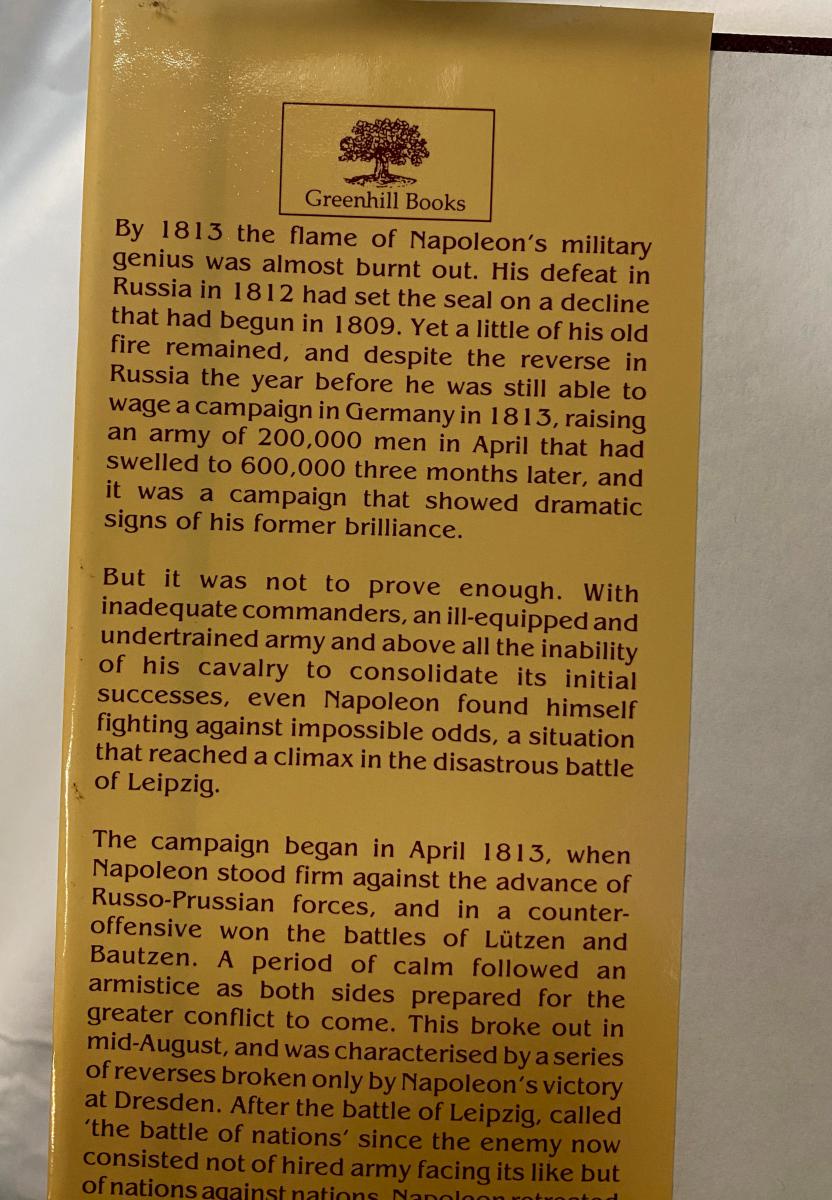 Greenhill Books
By 1813 the flame of Napoleon's military
genius was almost burnt out. His defeat in
Russia in 1812 had set the seal on a decline
that had begun in 1809. Yet a little of his old
fire remained, and despite the reverse in
Russia the year before he was still able to
wage a campaign in Germany in 1813, raising
an army of 200,000 men in April that had
swelled to 600,000 three months later, and
it was a campaign that showed dramatic
signs of his former brilliance.
But it was not to prove enough. With
inadequate commanders, an ill-equipped and
undertrained army and above all the inability
of his cavalry to consolidate its initial
successes, even Napoleon found himself
fighting against impossible odds, a situation
that reached a climax in the disastrous battle
of Leipzig.
The campaign began in April 1813, when
Napoleon stood firm against the advance of
Russo-Prussian forces, and in a counter-
offensive won the battles of Lützen and
Bautzen. A period of calm followed an
armistice as both sides prepared for the
greater conflict to come. This broke out in
mid-August, and was characterised by a series
of reverses broken only by Napoleon's victory
at Dresden. After the battle of Leipzig, called
'the battle of nations' since the enemy now
consisted not of hired army facing its like but
of nations against nations, Napoleon retreated